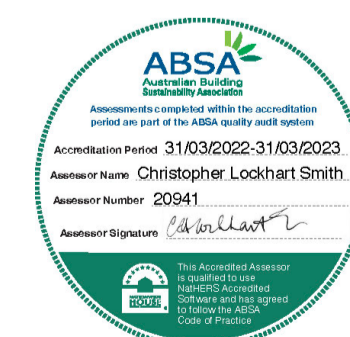 ABSA
Australian Building
Sustainability Association
Assessments completed within the accreditation
period are part of the ABSA quality audit system
Accreditation Period 31/03/2022-31/03/2023
Assessor Name Christopher Lockhart Smith
Assessor Number 20941
Assessor Signature
This Accredited Assessor
is qualified to use
NatHERS Accredited
Software and has agreed
to follow the ABSA
Code of Practice
HOUSE